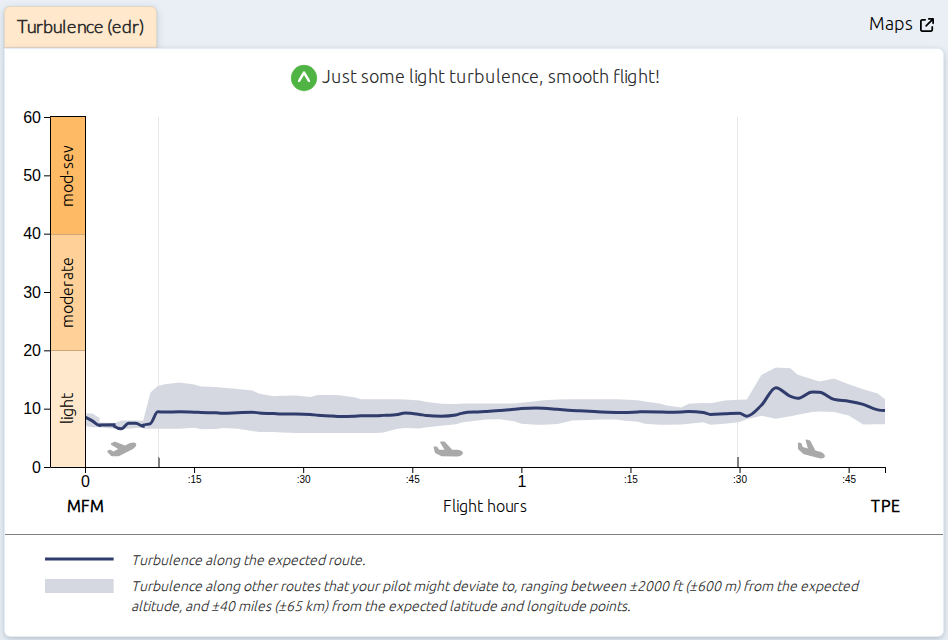 Turbulence (edr)
Maps
Just some light turbulence, smooth flight!
60
50
40
30
20
10
0
mod-sev
moderate
light
0
:15
:30
:45
1
:15
:30
:45
MFM
Flight hours
TPE
Turbulence along the expected route.
Turbulence along other routes that your pilot might deviate to, ranging between ±2000 ft (±600 m) from the expected
altitude, and ±40 miles (±65 km) from the expected latitude and longitude points.